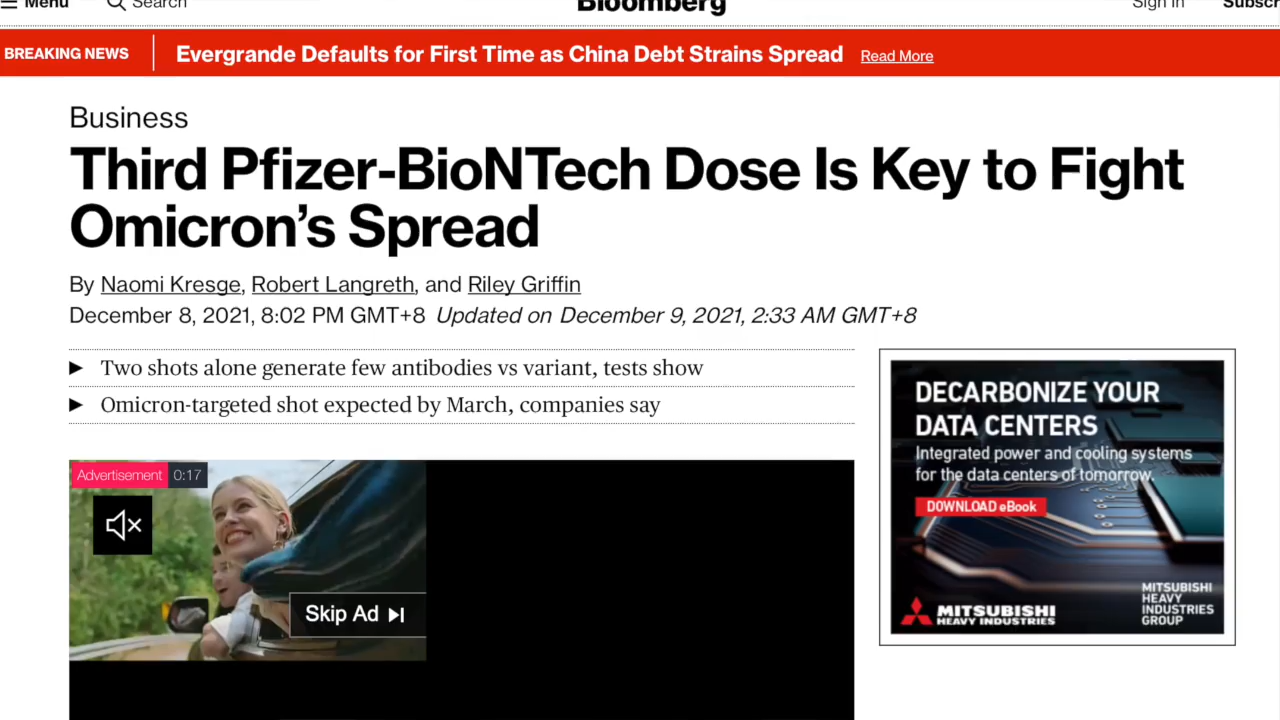 Menu
Search
Bloomberg
Sign In
BREAKING NEWS
Evergrande Defaults for First Time as China Debt Strains Spread
Read More
Business
Third Pfizer-BioNTech Dose Is Key to Fight
Omicron’s Spread
By Naomi Kresge, Robert Langreth, and Riley Griffin
December 8, 2021, 8:02 PM GMT+8 Updated on December 9, 2021, 2:33 AM GMT+8
Two shots alone generate few antibodies vs variant, tests show
Omicron-targeted shot expected by March, companies say
Advertisement 0:17
Skip Ad
DECARBONIZE YOUR
DATA CENTERS
Integrated power and cooling systems
for the data centers of tomorrow.
DOWNLOAD eBook
MITSUBISHI
HEAVY INDUSTRIES
MITSUBISHI
HEAVY
INDUSTRIES
GROUP